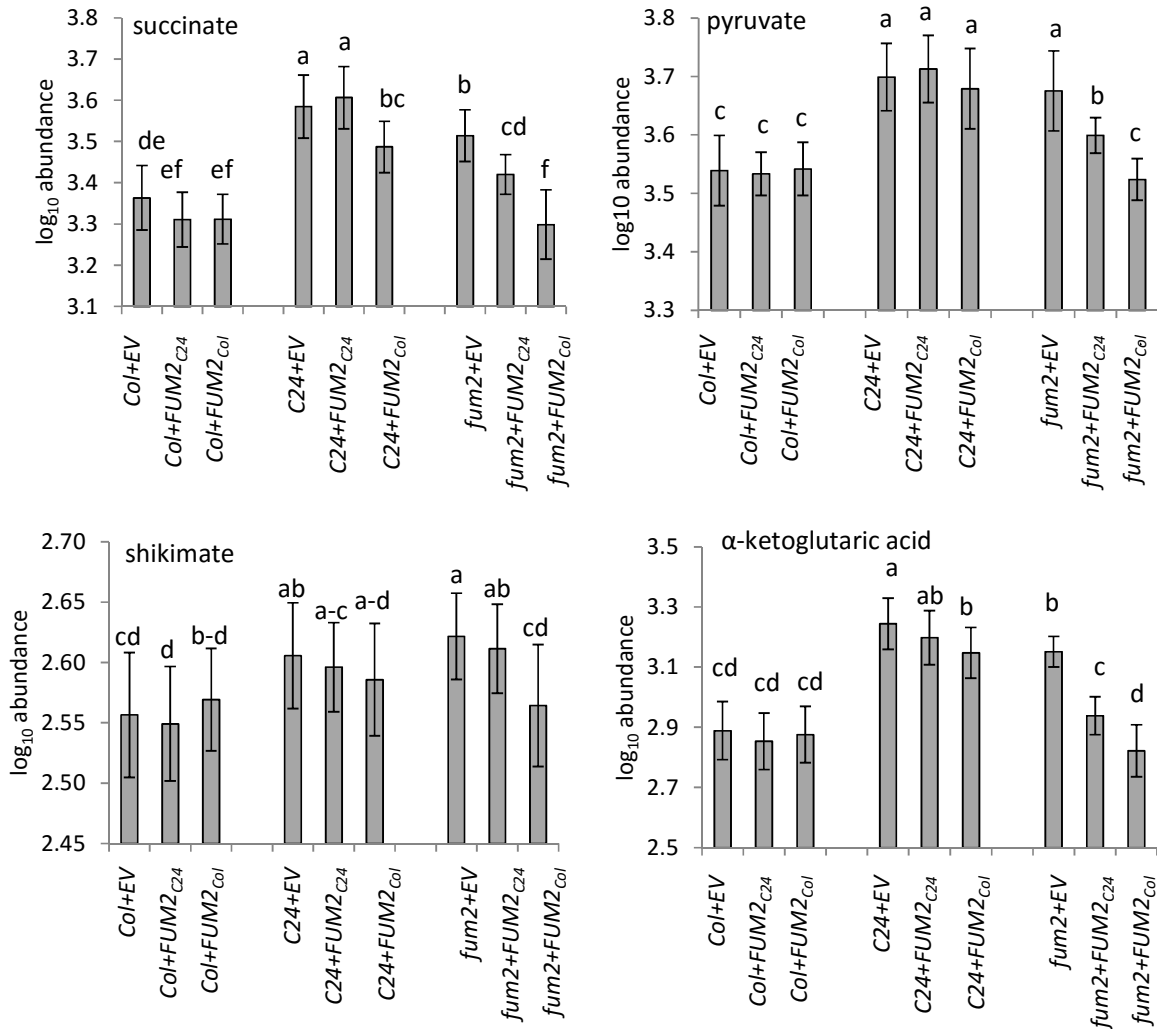 succinate
log₁₀ abundance
3.8
3.7
3.6
3.5
3.4
3.3
3.2
3.1
de
ef
ef
a
a
bc
b
cd
f
Col+EV
Col+FUM2C24
Col+FUM2Col
C24+EV
C24+FUM2C24
C24+FUM2Col
fum2+EV
fum2+FUM2C24
fum2+FUM2Col
pyruvate
log10 abundance
3.8
3.7
3.6
3.5
3.4
3.3
c
c
c
a
a
a
a
b
c
Col+EV
Col+FUM2C24
Col+FUM2Col
C24+EV
C24+FUM2C24
C24+FUM2Col
fum2+EV
fum2+FUM2C24
fum2+FUM2Col
shikimate
log₁₀ abundance
2.70
2.65
2.60
2.55
2.50
2.45
cd
d
b-d
ab
a-c
a-d
a
ab
cd
Col+EV
Col+FUM2C24
Col+FUM2Col
C24+EV
C24+FUM2C24
C24+FUM2Col
fum2+EV
fum2+FUM2C24
fum2+FUM2Col
α-ketoglutaric acid
log₁₀ abundance
3.5
3.3
3.1
2.9
2.7
2.5
cd
cd
cd
a
ab
b
b
c
d
Col+EV
Col+FUM2C24
Col+FUM2Col
C24+EV
C24+FUM2C24
C24+FUM2Col
fum2+EV
fum2+FUM2C24
fum2+FUM2Col